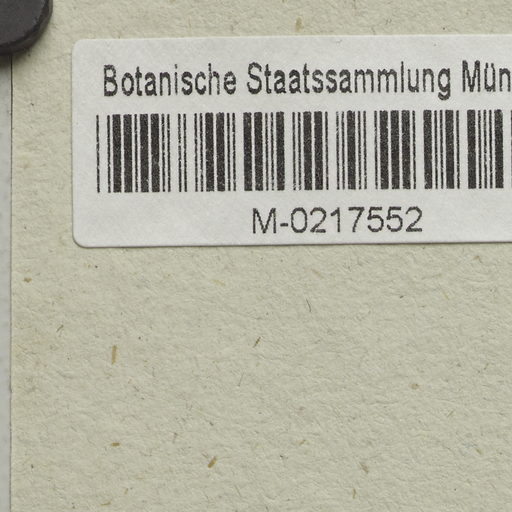 Botanische Staatssammlung Mün
M-0217552